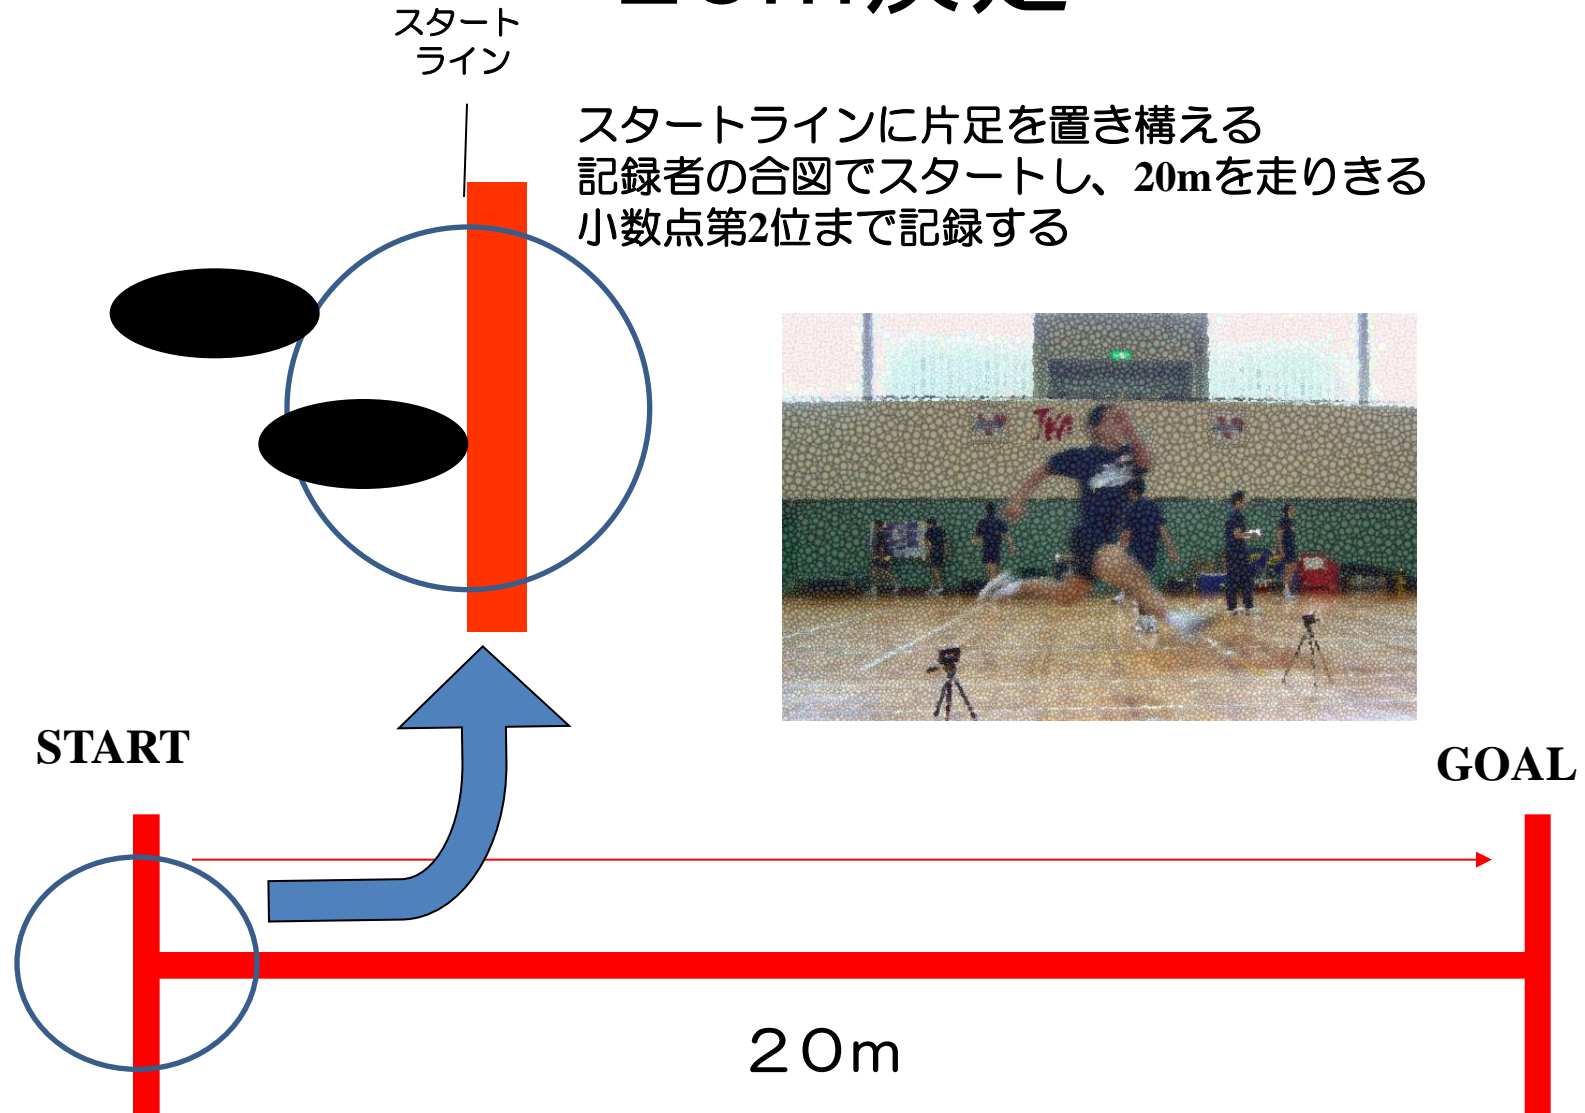 スタート
ライン
スタートラインに片足を置き構える
記録者の合図でスタートし、20mを走りきる
小数点第2位まで記録する
START
GOAL
２０ｍ